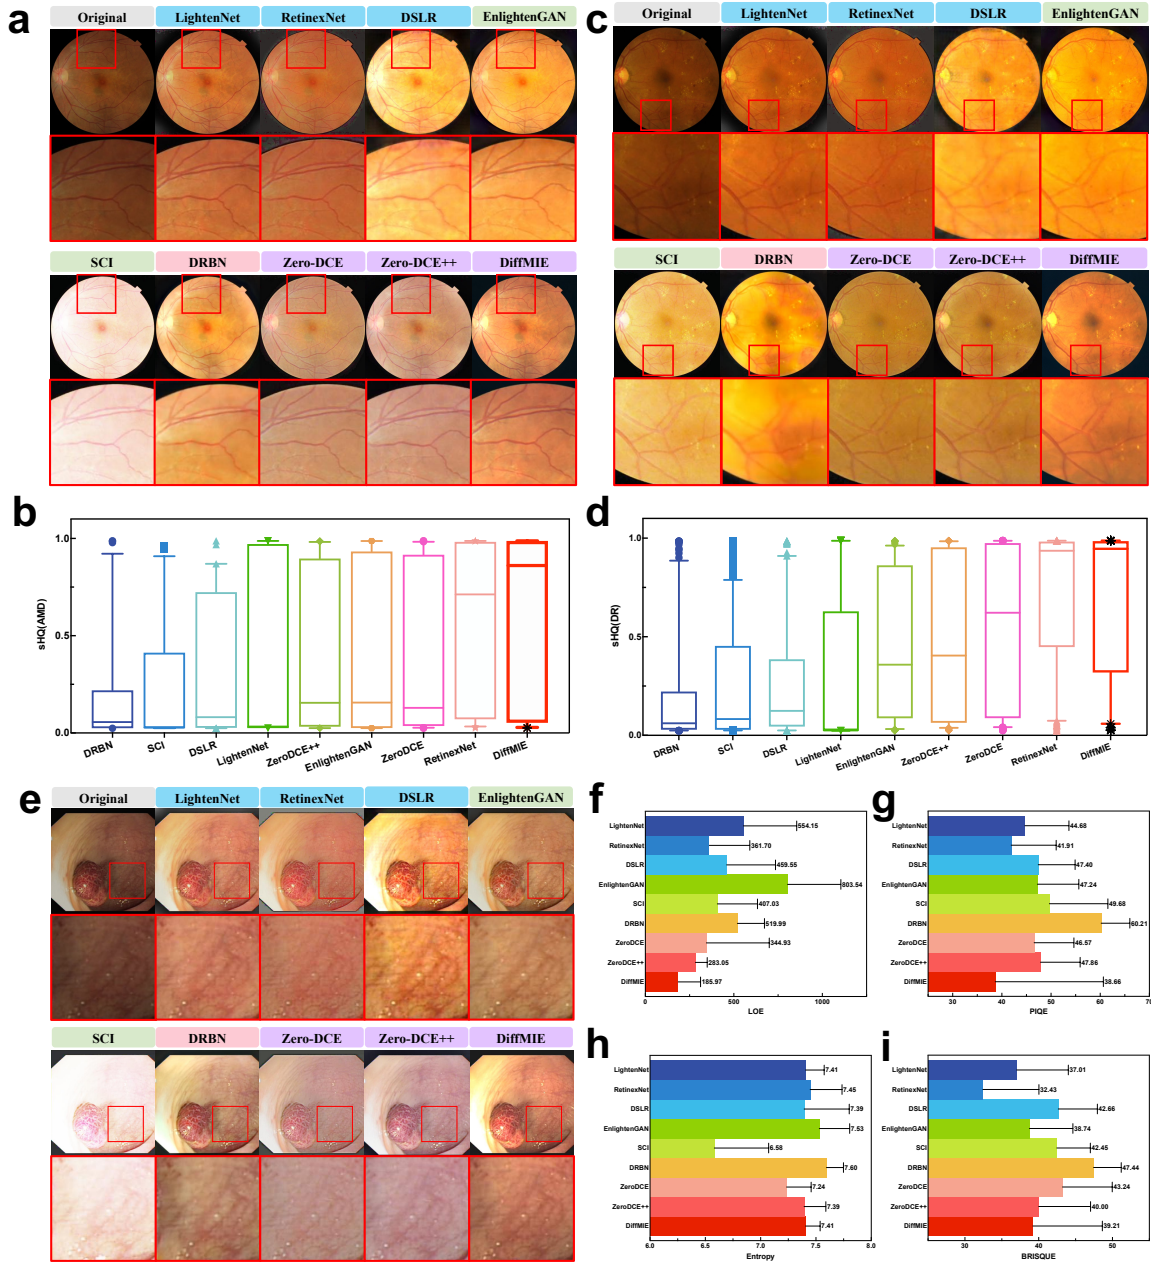 a
Original LightenNet RetinexNet DSLR EnlightenGAN
SCI DRBN Zero-DCE Zero-DCE++ DiffMIE
c
Original LightenNet RetinexNet DSLR EnlightenGAN
SCI DRBN Zero-DCE Zero-DCE++ DiffMIE
b
sHQ(AMD)
1.0
0.5
0.0
DRBN SCI DSLR LightenNet ZeroDCE++ EnlightenGAN ZeroDCE RetinexNet DiffMIE
d
sHQ(DR)
1.0
0.5
0.0
DRBN SCI DSLR LightenNet EnlightenGAN ZeroDCE++ ZeroDCE RetinexNet DiffMIE
e
Original LightenNet RetinexNet DSLR EnlightenGAN
SCI DRBN Zero-DCE Zero-DCE++ DiffMIE
f
LightenNet 554.15
RetinexNet 361.70
DSLR 459.55
EnlightenGAN 803.54
SCI 407.03
DRBN 519.99
ZeroDCE 344.93
ZeroDCE++ 283.05
DiffMIE 185.97
0 500 1000
LOE
g
LightenNet 44.68
RetinexNet 41.91
DSLR 47.40
EnlightenGAN 47.24
SCI 49.68
DRBN 60.21
ZeroDCE 46.57
ZeroDCE++ 47.86
DiffMIE 38.66
30 40 50 60 70
PIQE
h
LightenNet 7.41
RetinexNet 7.45
DSLR 7.39
EnlightenGAN 7.53
SCI 6.58
DRBN 7.60
ZeroDCE 7.24
ZeroDCE++ 7.39
DiffMIE 7.41
6.0 6.5 7.0 7.5 8.0
Entropy
i
LightenNet 37.01
RetinexNet 32.43
DSLR 42.66
EnlightenGAN 38.74
SCI 42.45
DRBN 47.44
ZeroDCE 43.24
ZeroDCE++ 40.00
DiffMIE 39.21
30 40 50
BRISQUE